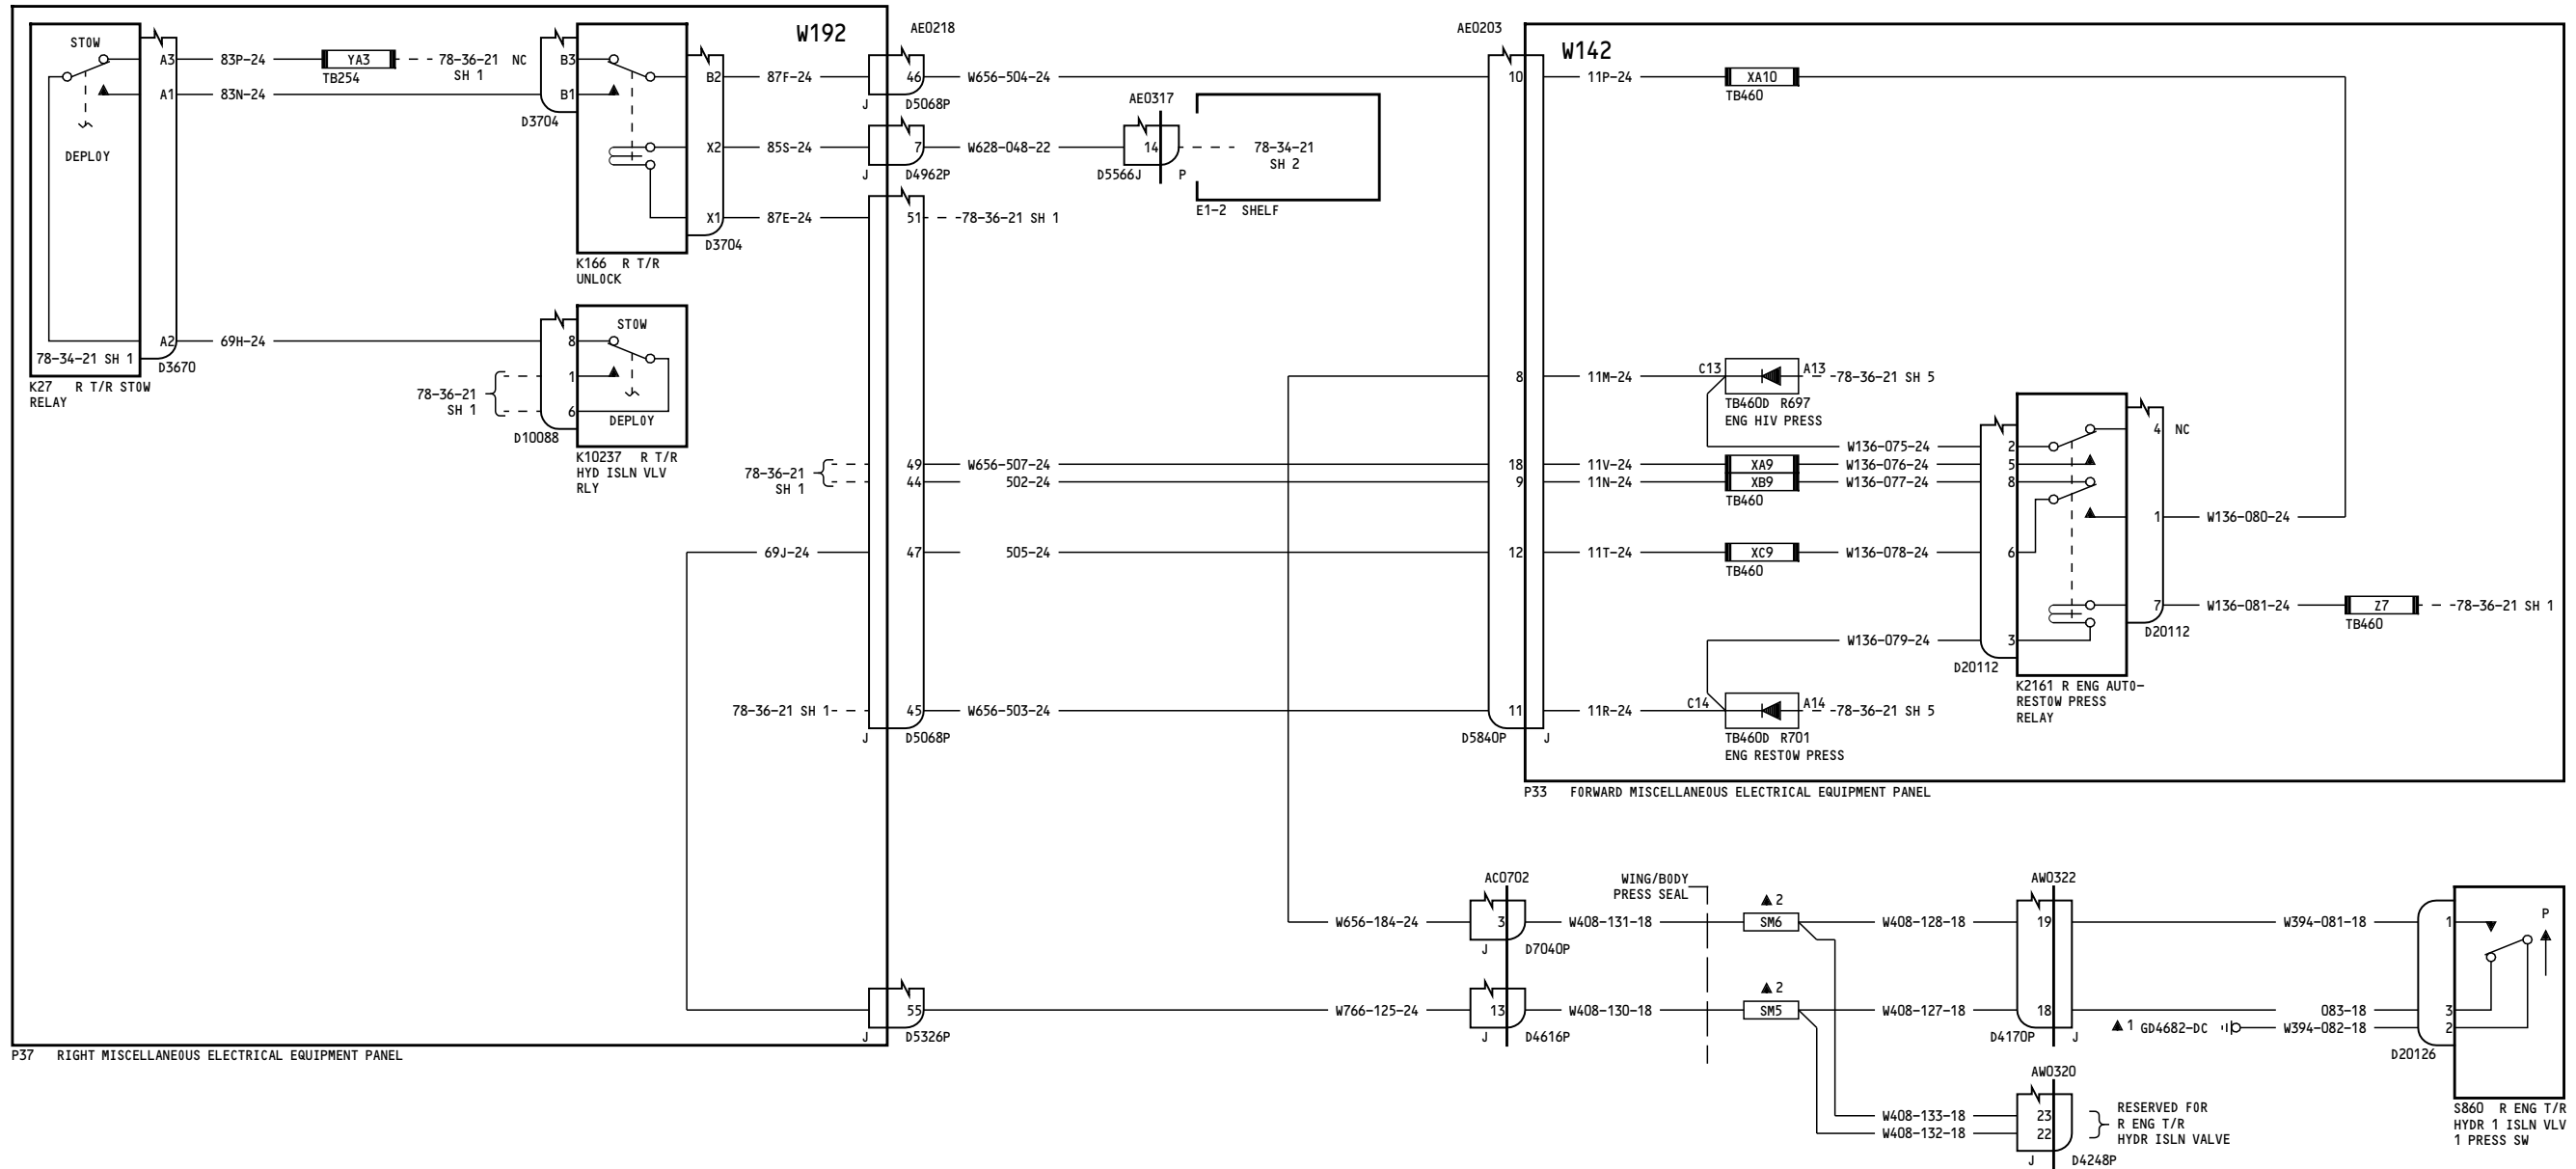 W192
AE0218
AE0203
W142
STOW
DEPLOY
A3
A1
A2
83P-24
YA3
TB254
78-36-21
SH 1
NC
83N-24
B3
B1
D3704
B2
X2
X1
D3704
K166 R T/R
UNLOCK
87F-24
85S-24
87E-24
46
J
D5068P
7
J
D4962P
51
78-36-21 SH 1
W656-504-24
W628-048-22
AE0317
14
D5566J
P
78-34-21
SH 2
E1-2 SHELF
78-34-21 SH 1
D3670
K27 R T/R STOW
RELAY
69H-24
78-36-21
SH 1
8
1
6
D10088
STOW
DEPLOY
K10237 R T/R
HYD ISLN VLV
RLY
78-36-21
SH 1
49
44
W656-507-24
502-24
69J-24
47
505-24
78-36-21 SH 1
45
W656-503-24
J
D5068P
10
8
18
9
12
11
D5840P
J
11P-24
XA10
TB460
11M-24
C13
A13
78-36-21 SH 5
TB460D R697
ENG HIV PRESS
11V-24
XA9
11N-24
XB9
TB460
11T-24
XC9
TB460
11R-24
C14
A14
78-36-21 SH 5
TB460D R701
ENG RESTOW PRESS
W136-075-24
W136-076-24
W136-077-24
W136-078-24
W136-079-24
2
5
8
6
3
D20112
4
NC
1
W136-080-24
7
W136-081-24
D20112
Z7
TB460
78-36-21 SH 1
K2161 R ENG AUTO-
RESTOW PRESS
RELAY
P33 FORWARD MISCELLANEOUS ELECTRICAL EQUIPMENT PANEL
AC0702
WING/BODY
PRESS SEAL
AW0322
W656-184-24
3
J
D7040P
W408-131-18
2
SM6
W408-128-18
19
W394-081-18
1
P
55
J
D5326P
W766-125-24
13
J
D4616P
W408-130-18
2
SM5
W408-127-18
18
D4170P
J
083-18
3
1 GD4682-DC
W394-082-18
2
D20126
P37 RIGHT MISCELLANEOUS ELECTRICAL EQUIPMENT PANEL
AW0320
W408-133-18
23
W408-132-18
22
J
D4248P
RESERVED FOR
R ENG T/R
HYDR ISLN VALVE
S860 R ENG T/R
HYDR 1 ISLN VLV
1 PRESS SW